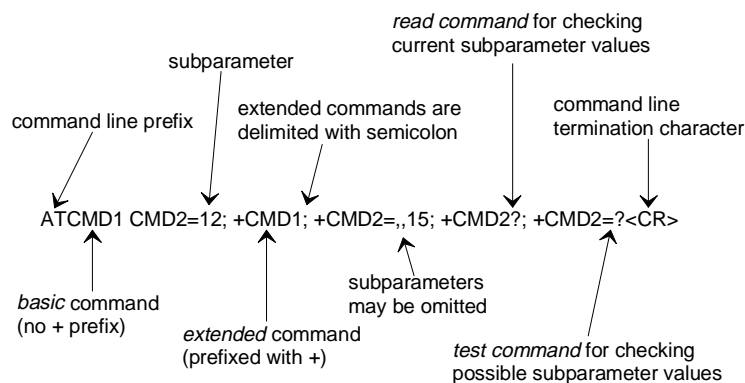 read command for checking
current subparameter values
subparameter
extended commands are
delimited with semicolon
command line
termination character
command line prefix
ATCMD1 CMD2=12; +CMD1; +CMD2=,,15; +CMD2?; +CMD2=?<CR>
basic command
(no + prefix)
extended command
(prefixed with +)
subparameters
may be omitted
test command for checking
possible subparameter values